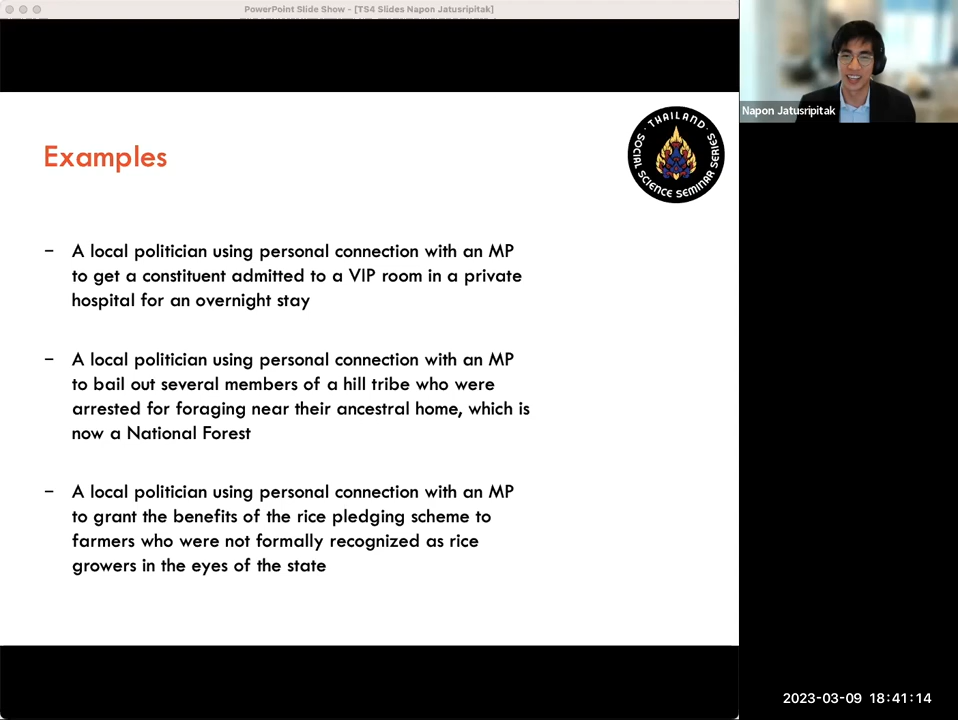 PowerPoint Slide Show - [TS4 Slides Napon Jatusripitak]
Napon Jatusripitak
THAILAND
SOCIAL SCIENCE SEMINAR SERIES
Examples
– A local politician using personal connection with an MP
to get a constituent admitted to a VIP room in a private
hospital for an overnight stay
– A local politician using personal connection with an MP
to bail out several members of a hill tribe who were
arrested for foraging near their ancestral home, which is
now a National Forest
– A local politician using personal connection with an MP
to grant the benefits of the rice pledging scheme to
farmers who were not formally recognized as rice
growers in the eyes of the state
2023-03-09 18:41:14